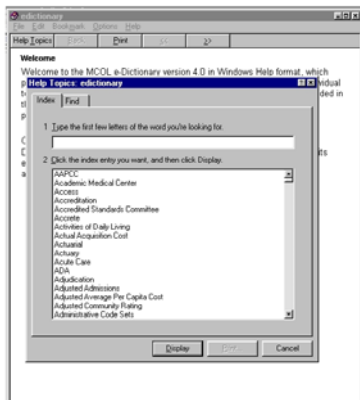 edictionary
File Edit Bookmark Options Help
Help Topics Back Print << >>
Welcome
Welcome to the MCOL e-Dictionary version 4.0 in Windows Help format, which
Help Topics: edictionary
Index Find
1 Type the first few letters of the word you're looking for.
2 Click the index entry you want, and then click Display.
AAPCC
Academic Medical Center
Access
Accreditation
Accredited Standards Committee
Accrete
Activities of Daily Living
Actual Acquisition Cost
Actuarial
Actuary
Acute Care
ADA
Adjudication
Adjusted Admissions
Adjusted Average Per Capita Cost
Adjusted Community Rating
Administrative Code Sets
Display Print... Cancel